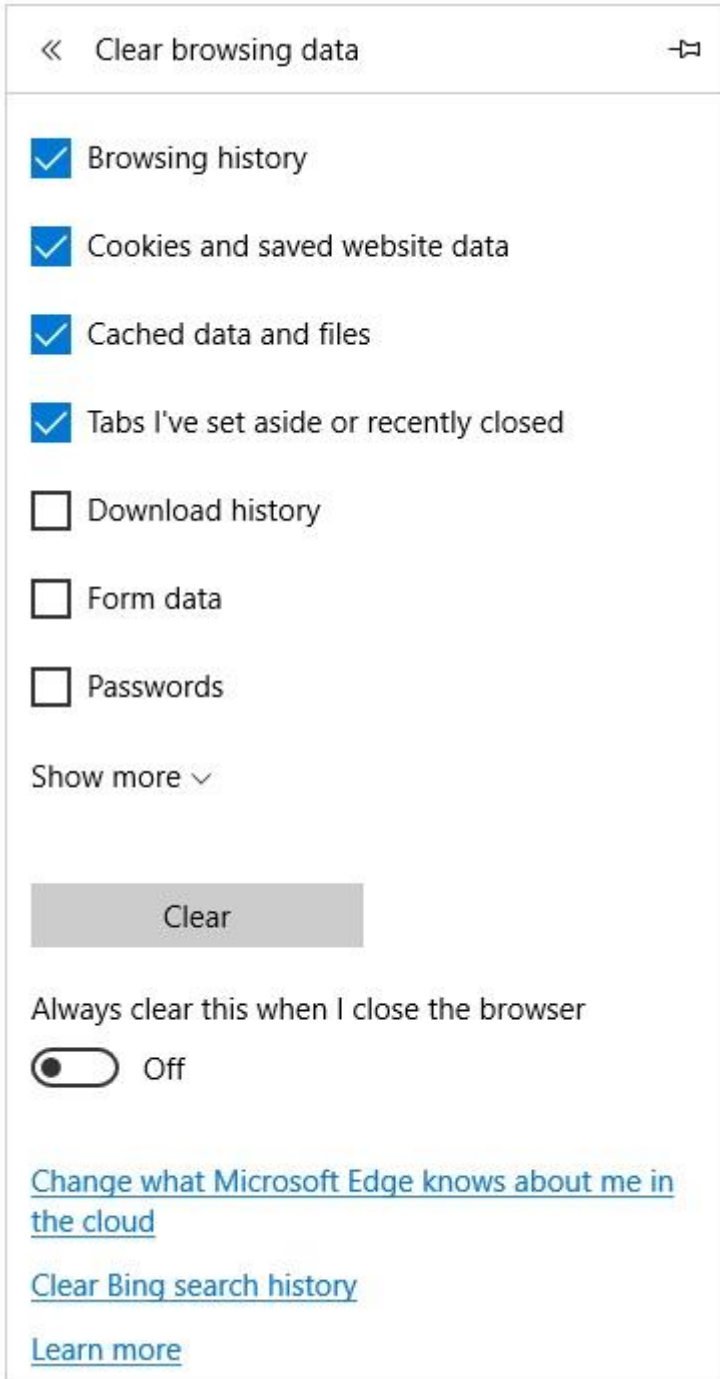 Clear browsing data
Browsing history
Cookies and saved website data
Cached data and files
Tabs I've set aside or recently closed
Download history
Form data
Passwords
Show more
Clear
Always clear this when I close the browser
Off
Change what Microsoft Edge knows about me in
the cloud
Clear Bing search history
Learn more